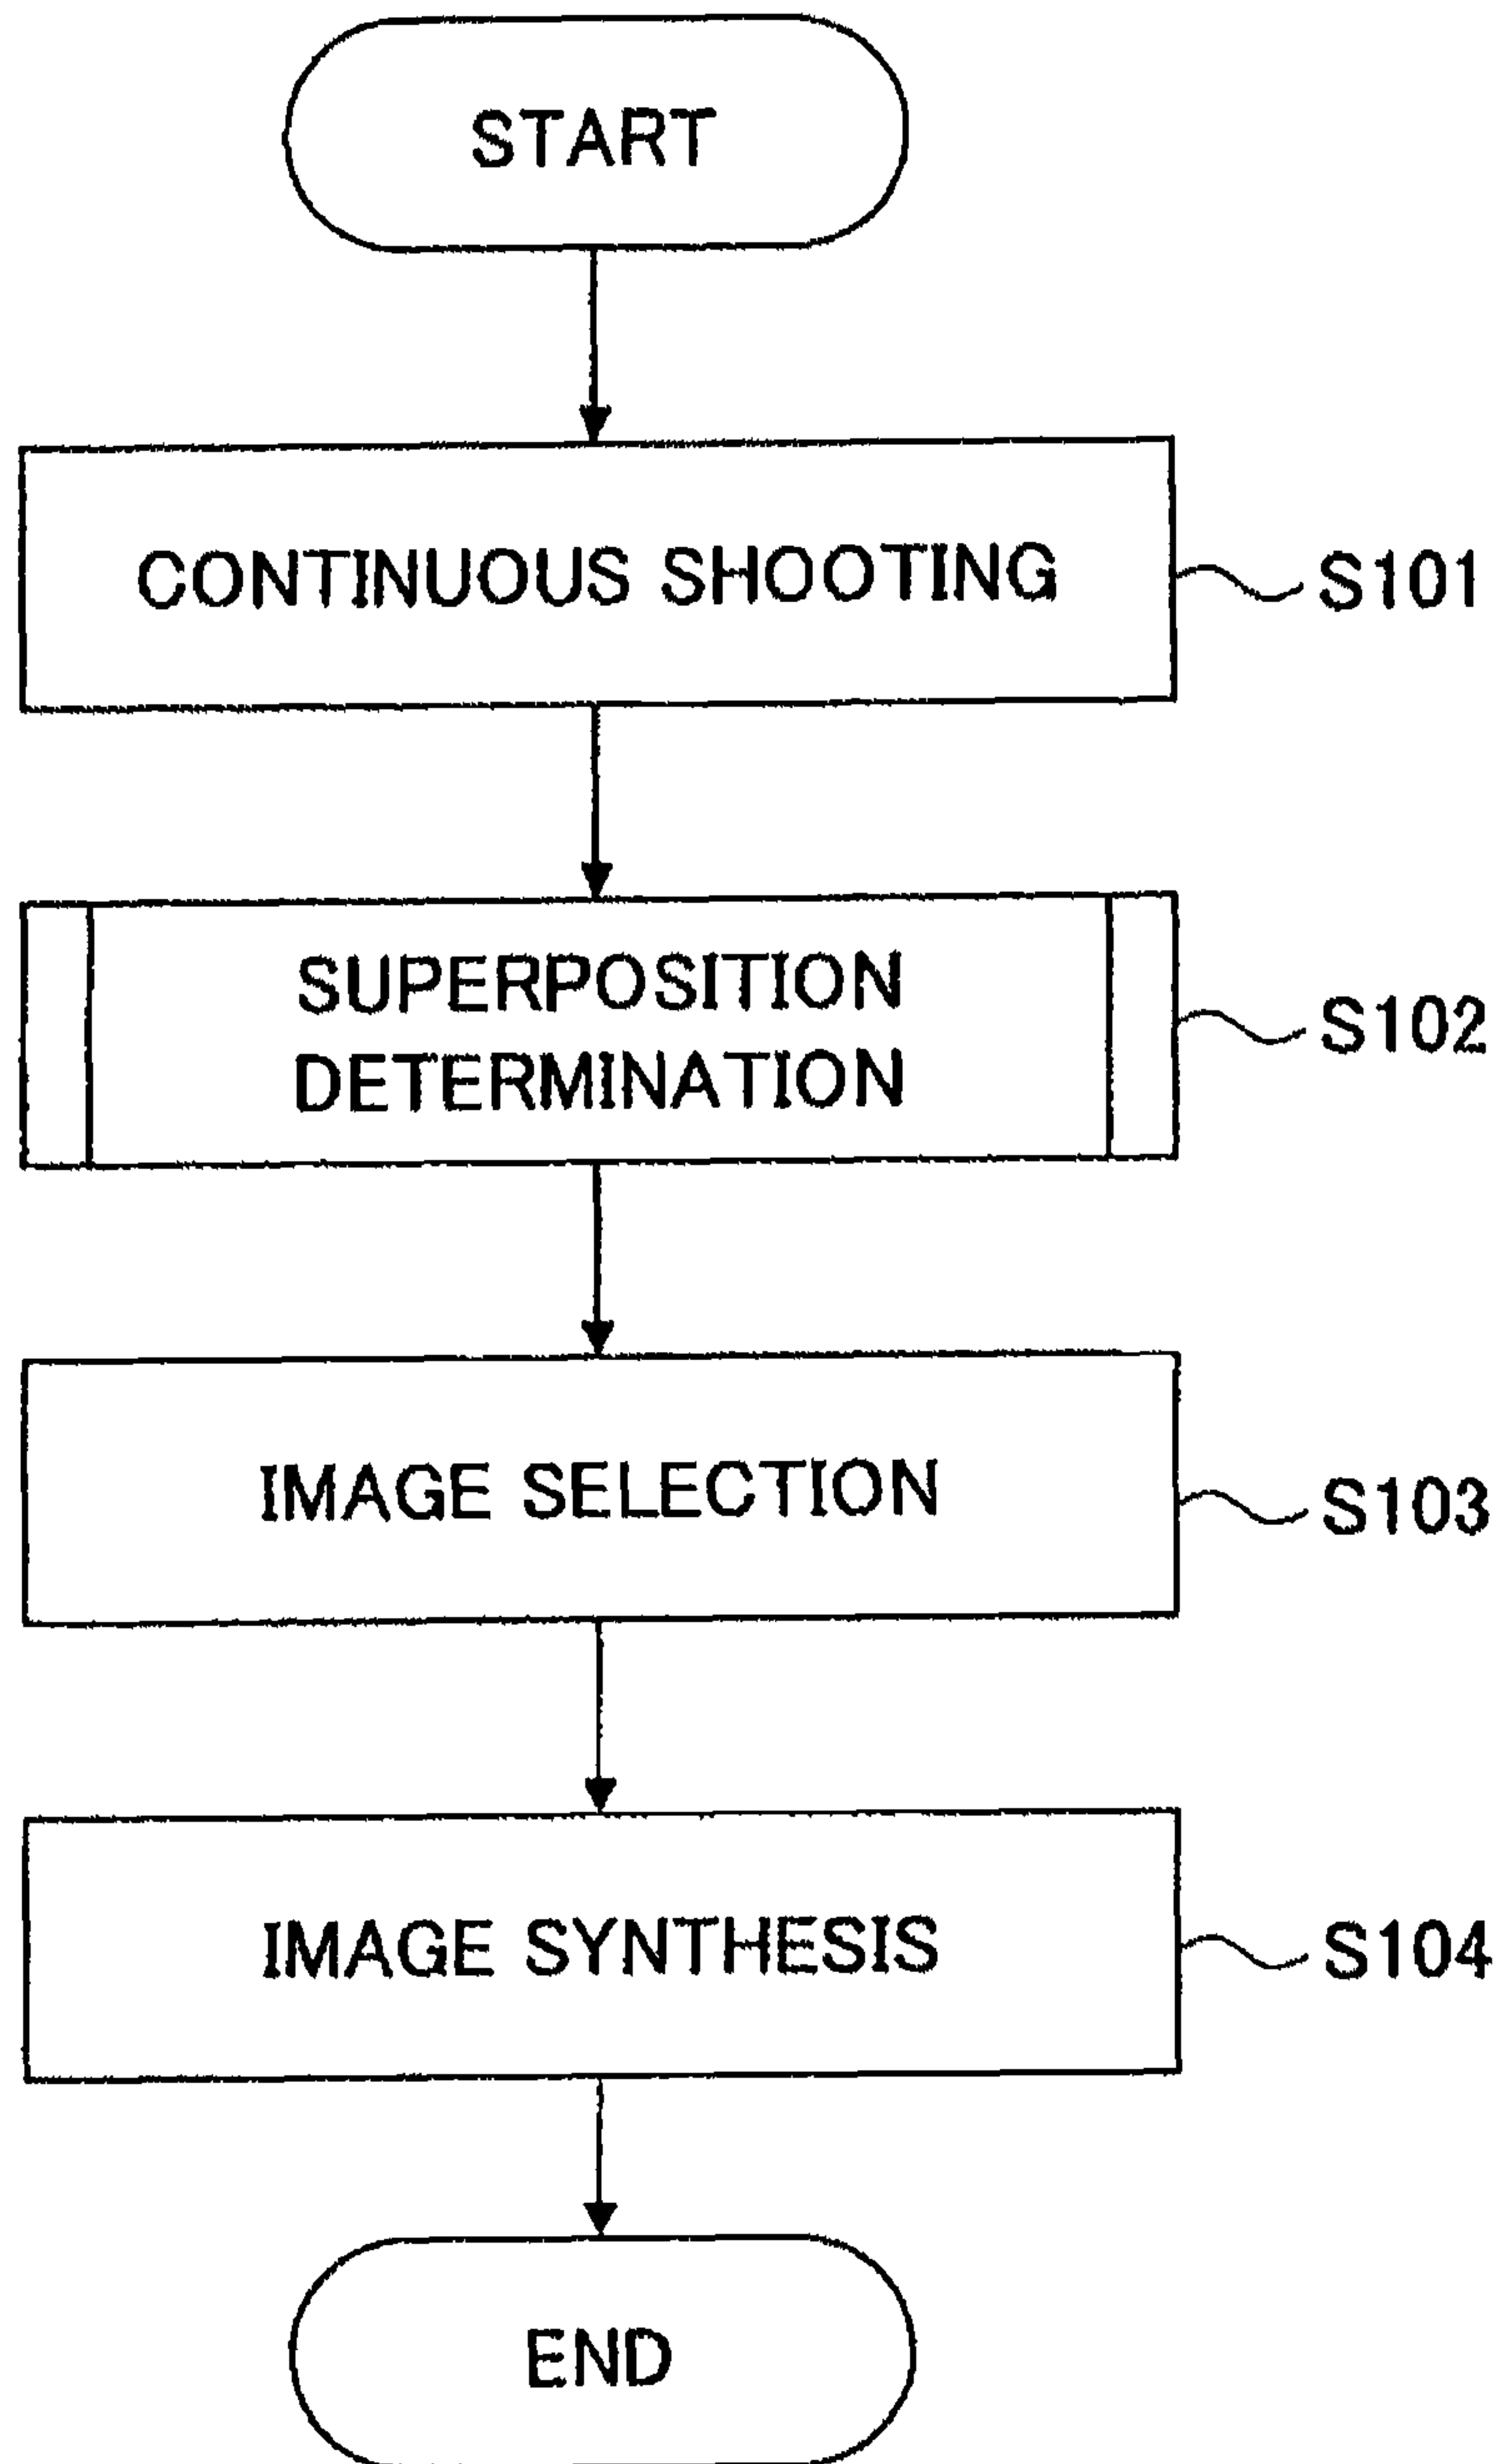 START
CONTINUOUS SHOOTING
S101
SUPERPOSITION
DETERMINATION
S102
IMAGE SELECTION
S103
IMAGE SYNTHESIS
S104
END